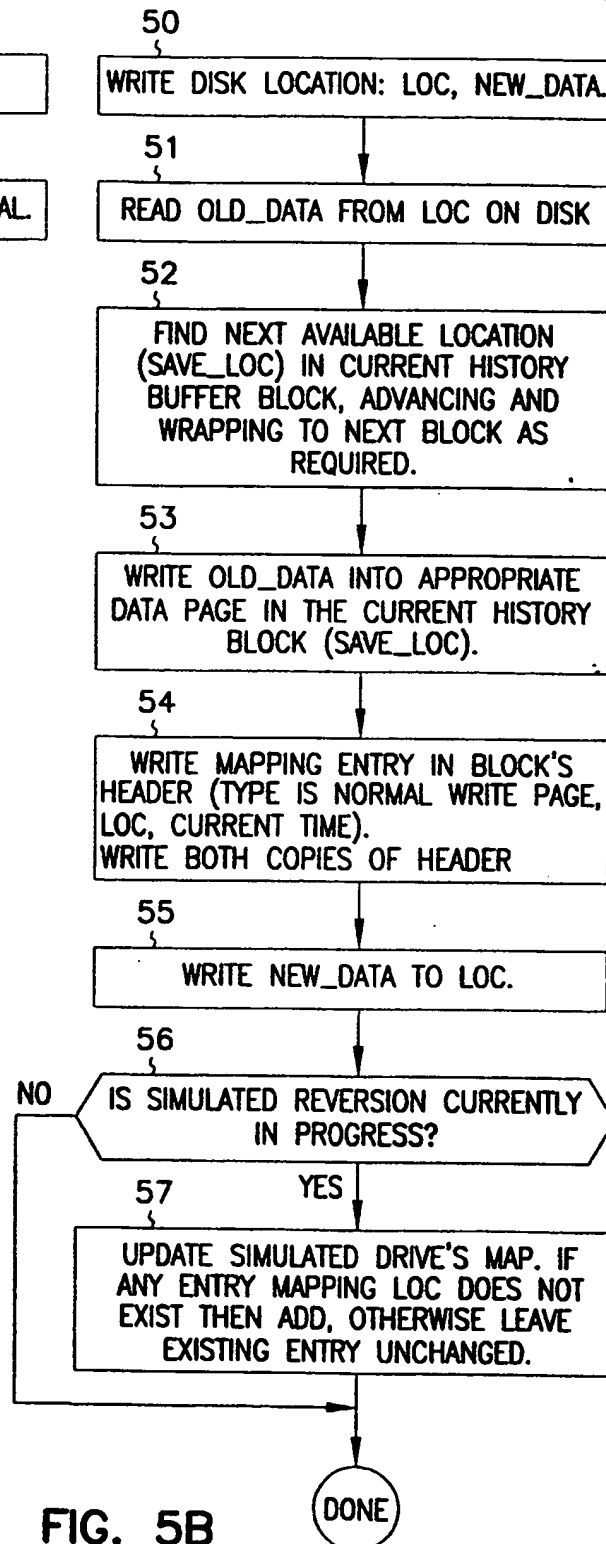 50
WRITE DISK LOCATION: LOC, NEW_DATA.
51
AL.
READ OLD_DATA FROM LOC ON DISK
52
FIND NEXT AVAILABLE LOCATION
(SAVE_LOC) IN CURRENT HISTORY
BUFFER BLOCK, ADVANCING AND
WRAPPING TO NEXT BLOCK AS
REQUIRED.
53
WRITE OLD_DATA INTO APPROPRIATE
DATA PAGE IN THE CURRENT HISTORY
BLOCK (SAVE_LOC).
54
WRITE MAPPING ENTRY IN BLOCK'S
HEADER (TYPE IS NORMAL WRITE PAGE,
LOC, CURRENT TIME).
WRITE BOTH COPIES OF HEADER
55
WRITE NEW_DATA TO LOC.
56
NO
IS SIMULATED REVERSION CURRENTLY
IN PROGRESS?
YES
57
UPDATE SIMULATED DRIVE'S MAP. IF
ANY ENTRY MAPPING LOC DOES NOT
EXIST THEN ADD, OTHERWISE LEAVE
EXISTING ENTRY UNCHANGED.
DONE
FIG. 5B